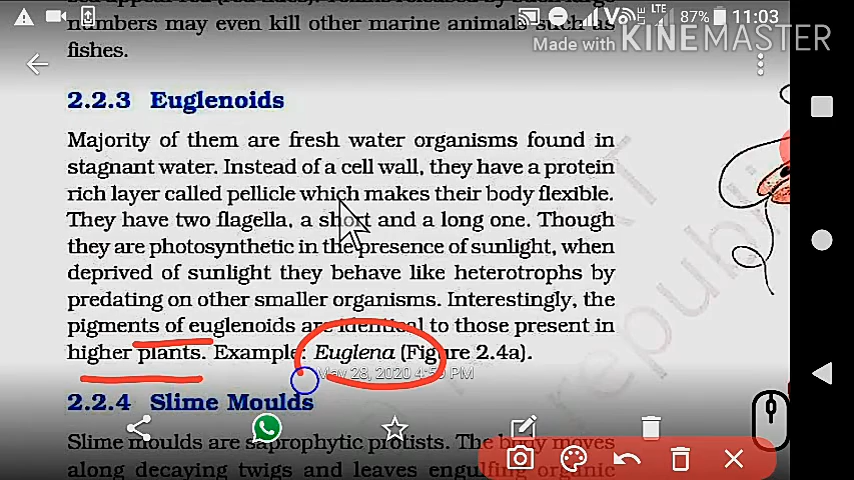 87% 11:03
numbers may even kill other marine animals such as
Made with KINEMASTER
fishes.
2.2.3 Euglenoids
Majority of them are fresh water organisms found in
stagnant water. Instead of a cell wall, they have a protein
rich layer called pellicle which makes their body flexible.
They have two flagella, a short and a long one. Though
they are photosynthetic in the presence of sunlight, when
deprived of sunlight they behave like heterotrophs by
predating on other smaller organisms. Interestingly, the
pigments of euglenoids are identical to those present in
higher plants. Example: Euglena (Figure 2.4a).
May 28, 2020 4:
PM
2.2.4 Slime Moulds
Slime moulds are saprophytic protists. The body moves
along decaying twigs and leaves engulfing organic